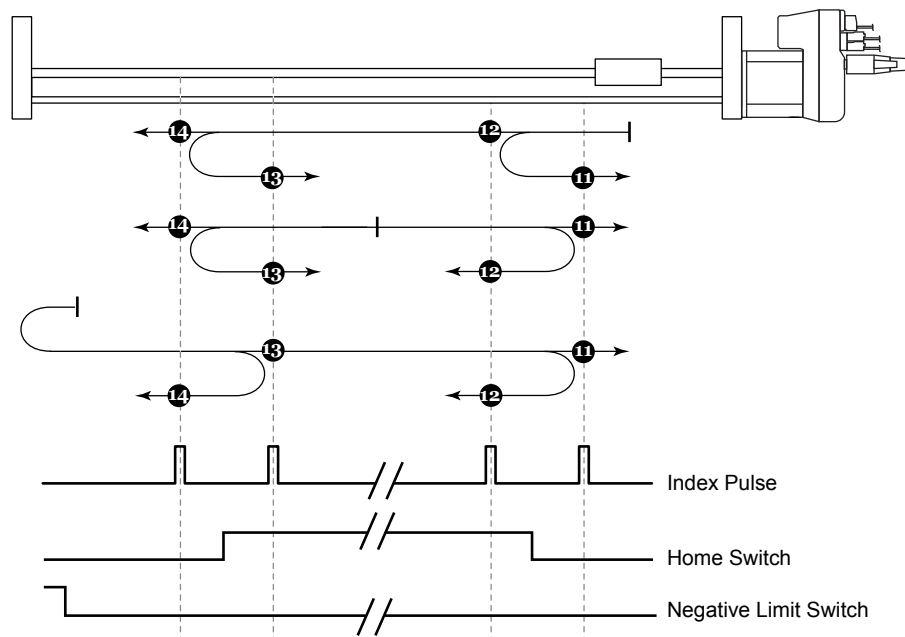 14 12
13 11
14 11
13 12
13 11
14 12
Index Pulse
Home Switch
Negative Limit Switch